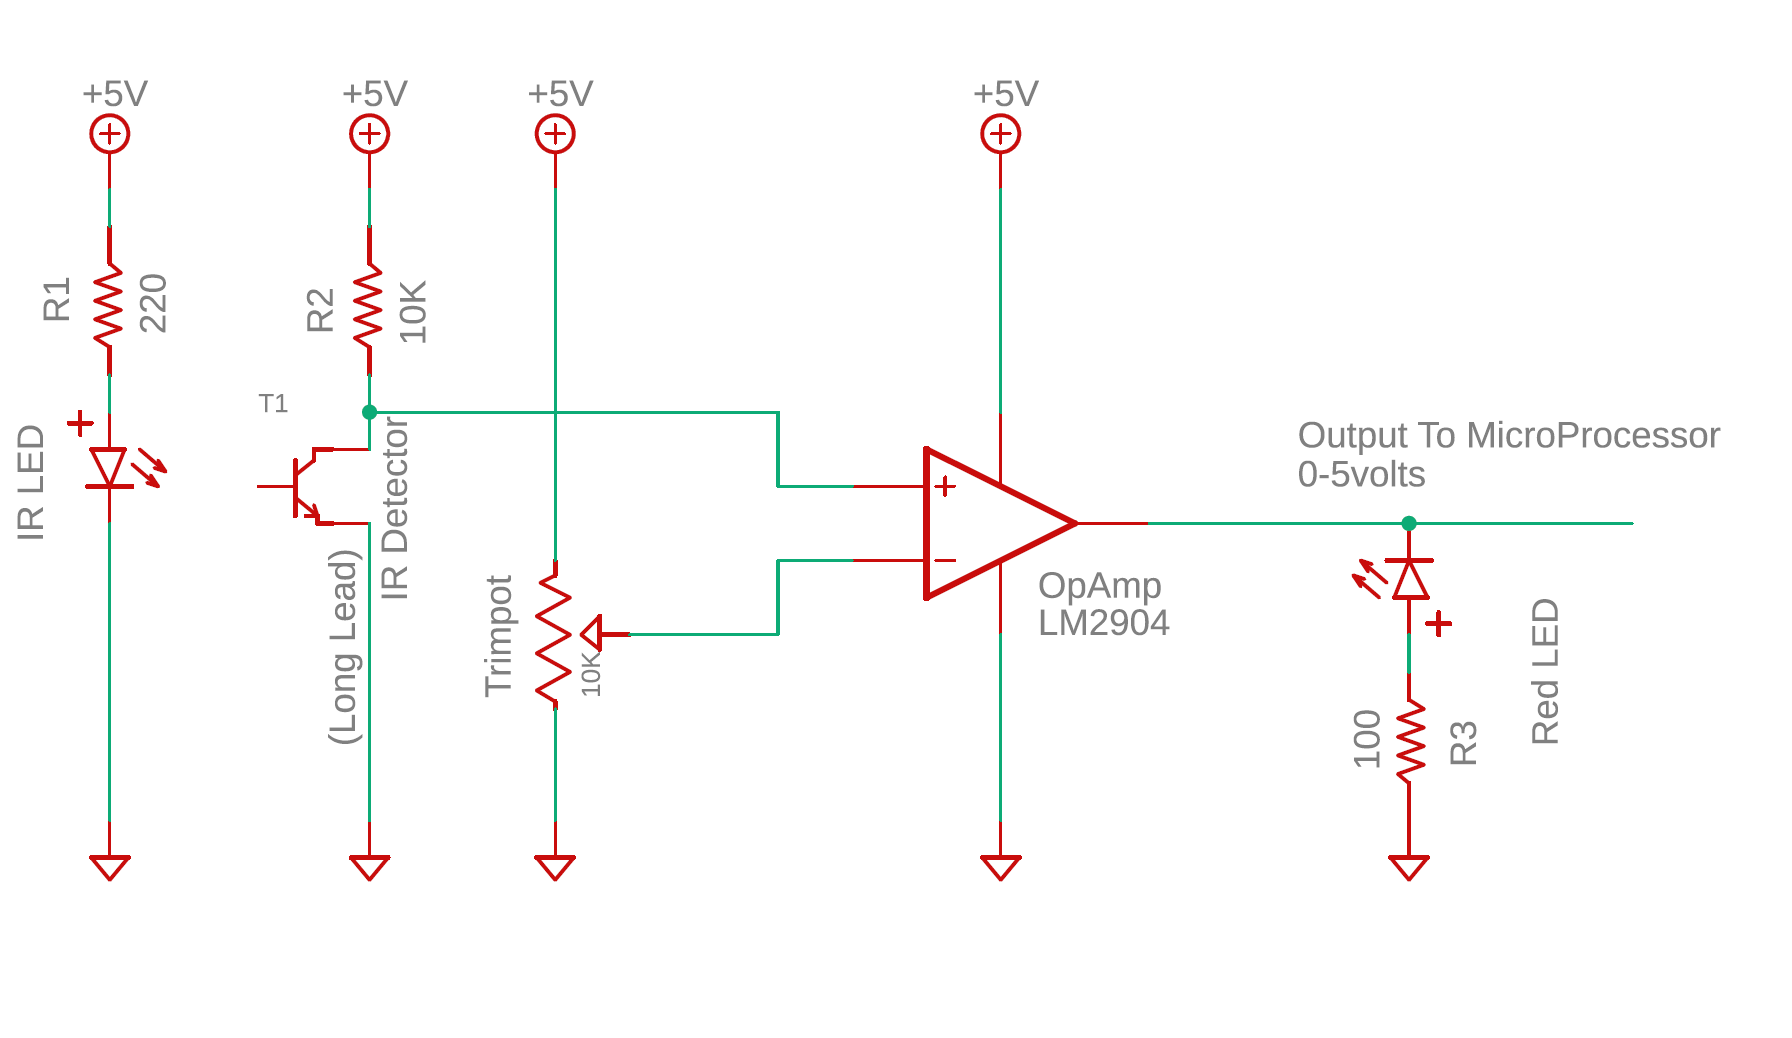 +5V
+5V
+5V
+5V
R1
220
R2
10K
T1
IR LED
+
IR Detector
(Long Lead)
Trimpot
10K
+
−
OpAmp
LM2904
Output To MicroProcessor
0-5volts
+
Red LED
100
R3